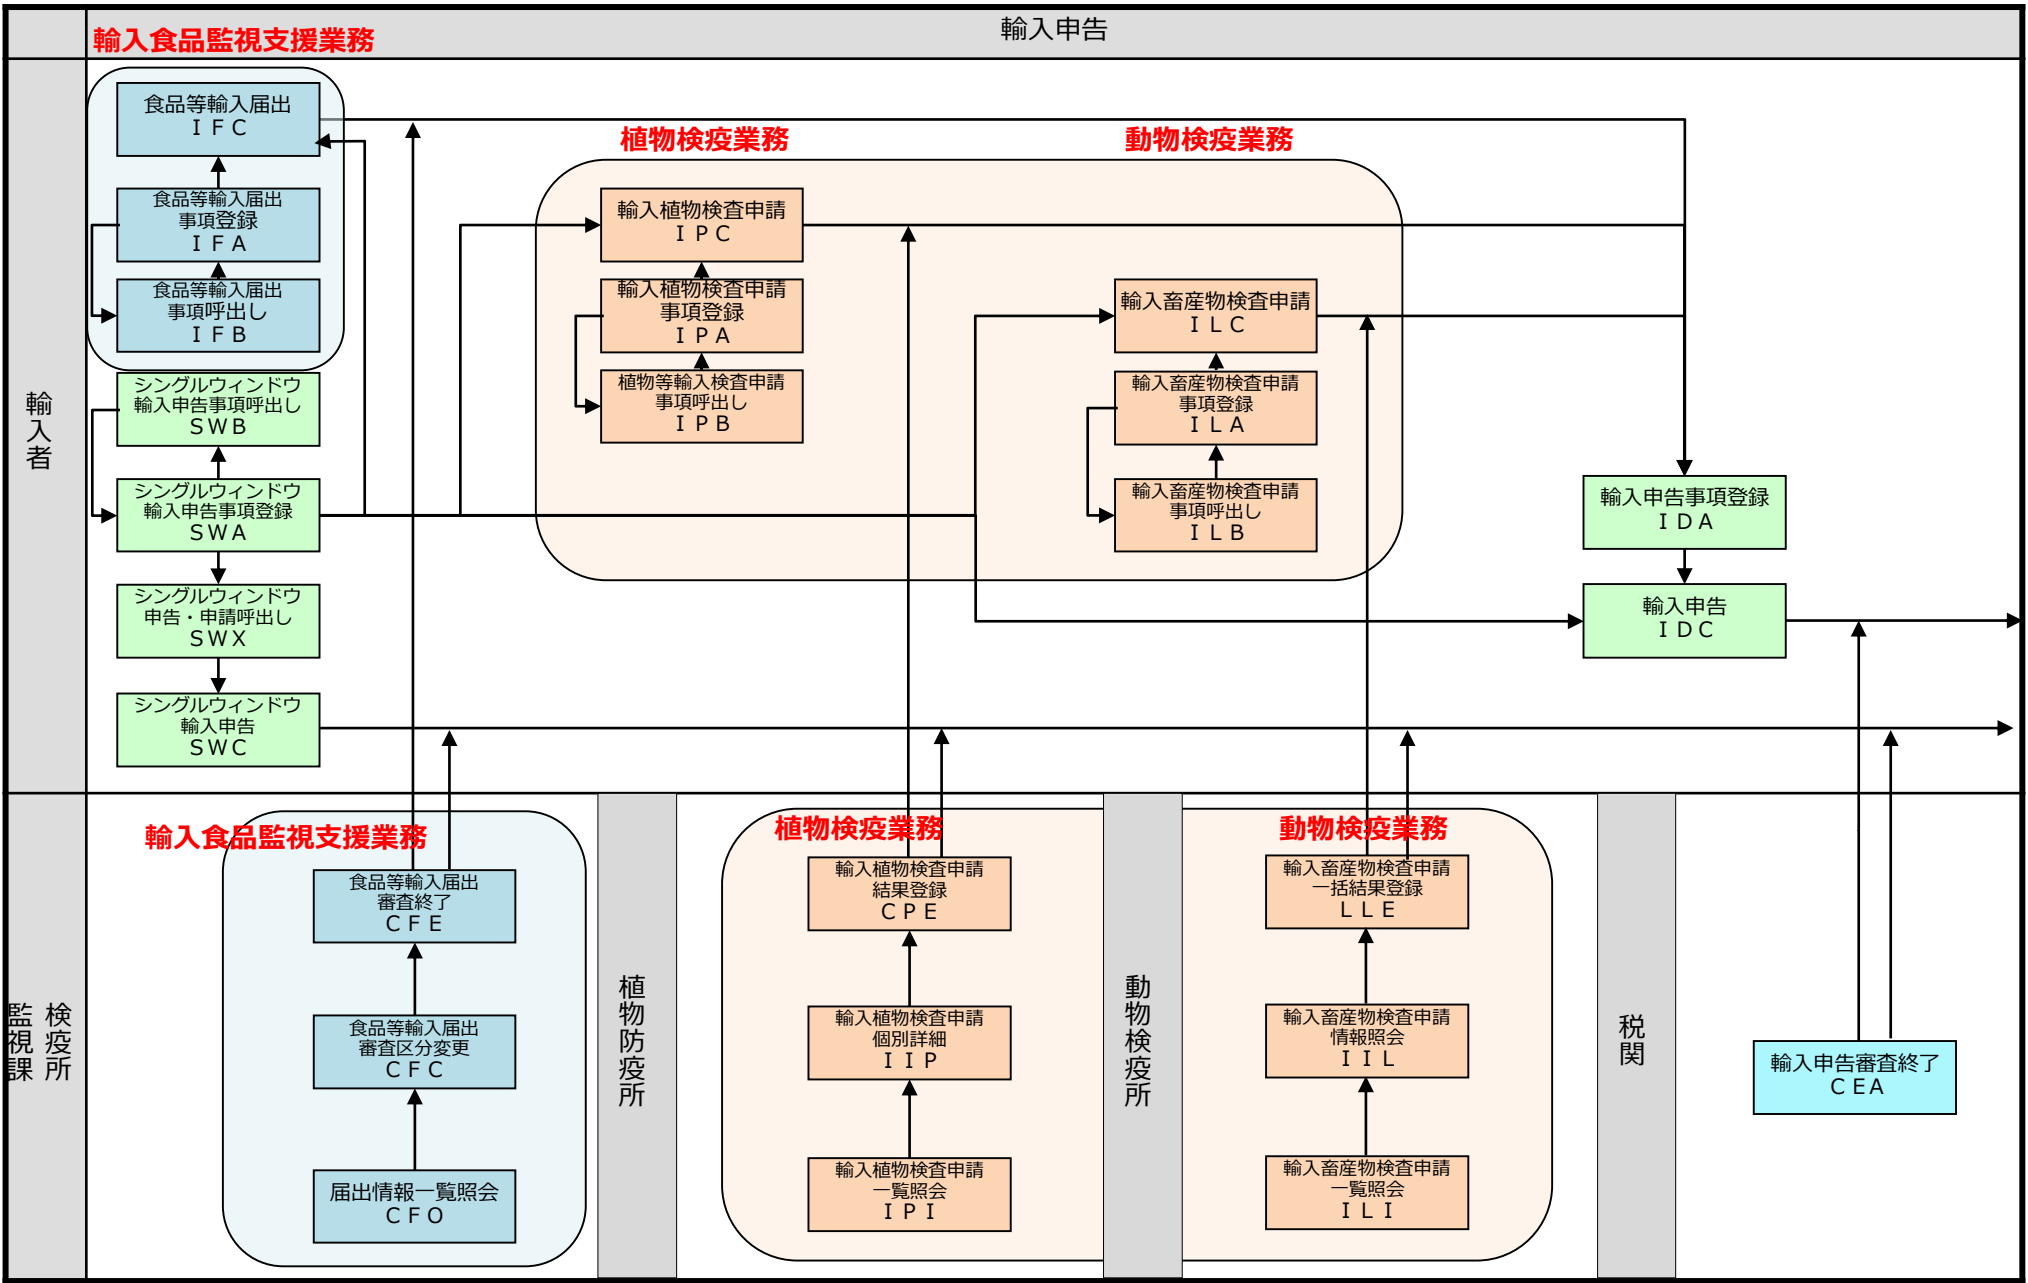 輸入申告
輸入食品監視支援業務
輸入者
食品等輸入届出
ＩＦＣ
食品等輸入届出
事項登録
ＩＦＡ
食品等輸入届出
事項呼出し
ＩＦＢ
シングルウィンドウ
輸入申告事項呼出し
ＳＷＢ
シングルウィンドウ
輸入申告事項登録
ＳＷＡ
シングルウィンドウ
申告・申請呼出し
ＳＷＸ
シングルウィンドウ
輸入申告
ＳＷＣ
植物検疫業務
輸入植物検査申請
ＩＰＣ
輸入植物検査申請
事項登録
ＩＰＡ
植物等輸入検査申請
事項呼出し
ＩＰＢ
動物検疫業務
輸入畜産物検査申請
ＩＬＣ
輸入畜産物検査申請
事項登録
ＩＬＡ
輸入畜産物検査申請
事項呼出し
ＩＬＢ
輸入申告事項登録
ＩＤＡ
輸入申告
ＩＤＣ
検疫所
監視課
輸入食品監視支援業務
食品等輸入届出
審査終了
ＣＦＥ
食品等輸入届出
審査区分変更
ＣＦＣ
届出情報一覧照会
ＣＦＯ
植物防疫所
植物検疫業務
輸入植物検査申請
結果登録
ＣＰＥ
輸入植物検査申請
個別詳細
ＩＩＰ
輸入植物検査申請
一覧照会
ＩＰＩ
動物検疫所
動物検疫業務
輸入畜産物検査申請
一括結果登録
ＬＬＥ
輸入畜産物検査申請
情報照会
ＩＩＬ
輸入畜産物検査申請
一覧照会
ＩＬＩ
税関
輸入申告審査終了
ＣＥＡ